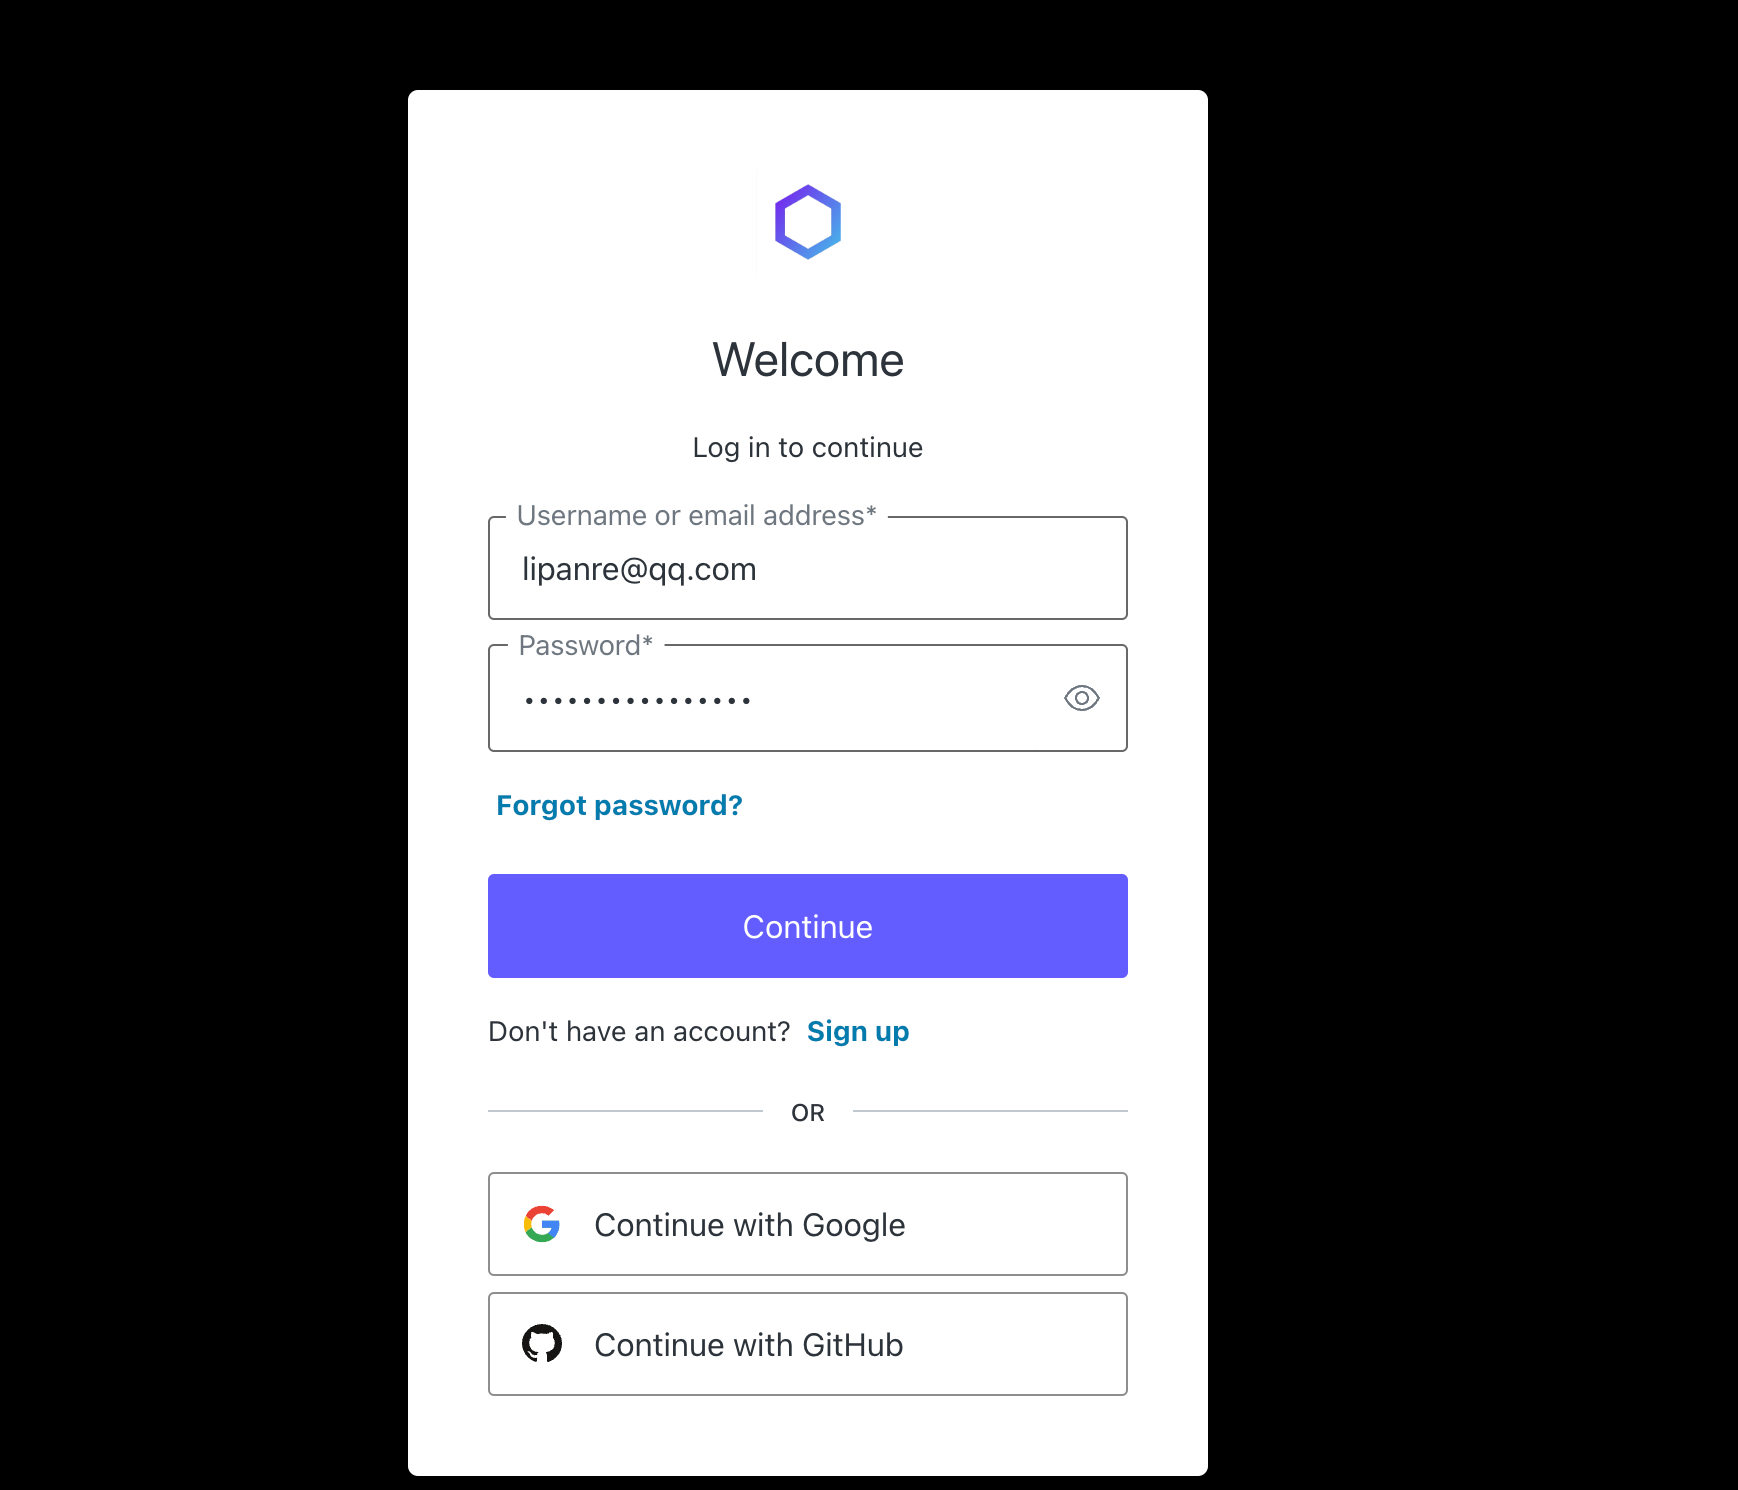 Welcome
Log in to continue
Username or email address*
lipanre@qq.com
Password*
••••••••••••••••
Forgot password?
Continue
Don't have an account? Sign up
OR
Continue with Google
Continue with GitHub